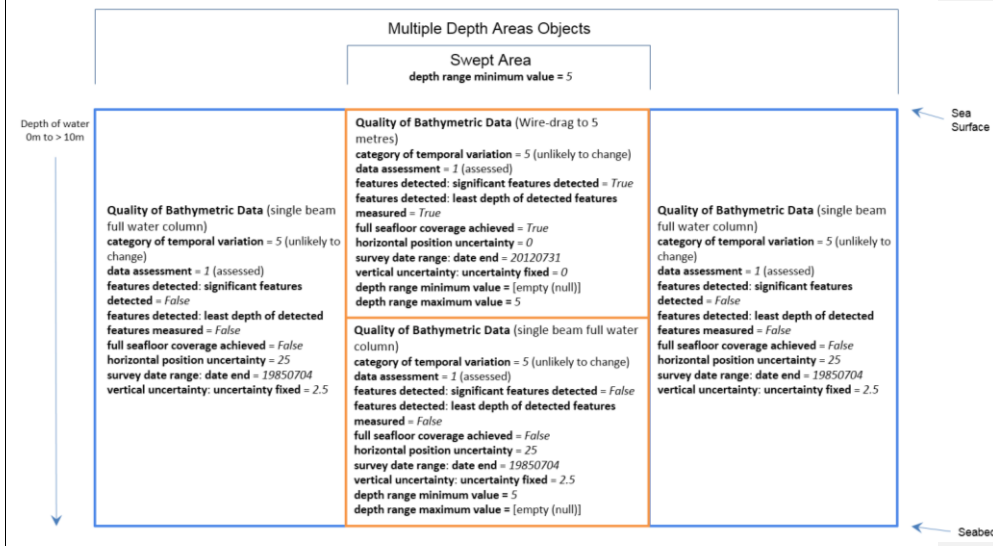 Multiple Depth Areas Objects
Swept Area
depth range minimum value = 5
Depth of water
0m to > 10m
Sea
Surface
Quality of Bathymetric Data (single beam
full water column)
category of temporal variation = 5 (unlikely to
change)
data assessment = 1 (assessed)
features detected: significant features
detected = False
features detected: least depth of detected
features measured = False
full seafloor coverage achieved = False
horizontal position uncertainty = 25
survey date range: date end = 19850704
vertical uncertainty: uncertainty fixed = 2.5
Quality of Bathymetric Data (Wire-drag to 5
metres)
category of temporal variation = 5 (unlikely to change)
data assessment = 1 (assessed)
features detected: significant features detected = True
features detected: least depth of detected features
measured = True
full seafloor coverage achieved = True
horizontal position uncertainty = 0
survey date range: date end = 20120731
vertical uncertainty: uncertainty fixed = 0
depth range minimum value = [empty (null)]
depth range maximum value = 5
Quality of Bathymetric Data (single beam full water
column)
category of temporal variation = 5 (unlikely to change)
data assessment = 1 (assessed)
features detected: significant features detected = False
features detected: least depth of detected features
measured = False
full seafloor coverage achieved = False
horizontal position uncertainty = 25
survey date range: date end = 19850704
vertical uncertainty: uncertainty fixed = 2.5
depth range minimum value = 5
depth range maximum value = [empty (null)]
Quality of Bathymetric Data (single beam
full water column)
category of temporal variation = 5 (unlikely to
change)
data assessment = 1 (assessed)
features detected: significant features
detected = False
features detected: least depth of detected
features measured = False
full seafloor coverage achieved = False
horizontal position uncertainty = 25
survey date range: date end = 19850704
vertical uncertainty: uncertainty fixed = 2.5
Seabed